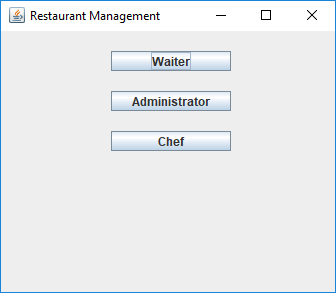 Restaurant Management
Waiter
Administrator
Chef